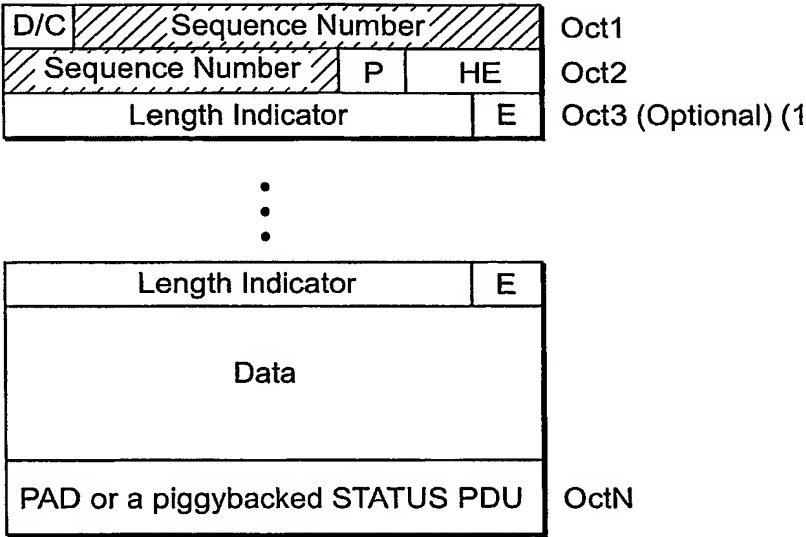 D/C Sequence Number Oct1
Sequence Number P HE Oct2
Length Indicator E Oct3 (Optional) (1
Length Indicator E
Data
PAD or a piggybacked STATUS PDU OctN